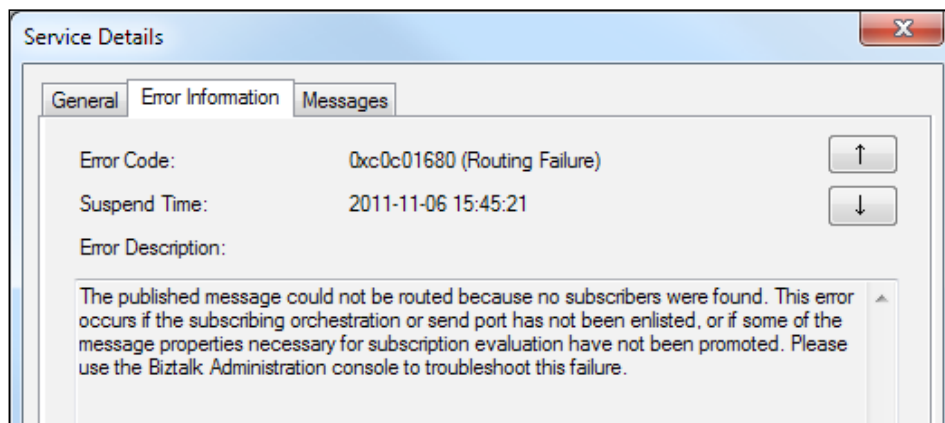 Service Details
General Error Information Messages
Error Code: 0xc0c01680 (Routing Failure)
Suspend Time: 2011-11-06 15:45:21
Error Description:
The published message could not be routed because no subscribers were found. This error
occurs if the subscribing orchestration or send port has not been enlisted, or if some of the
message properties necessary for subscription evaluation have not been promoted. Please
use the Biztalk Administration console to troubleshoot this failure.